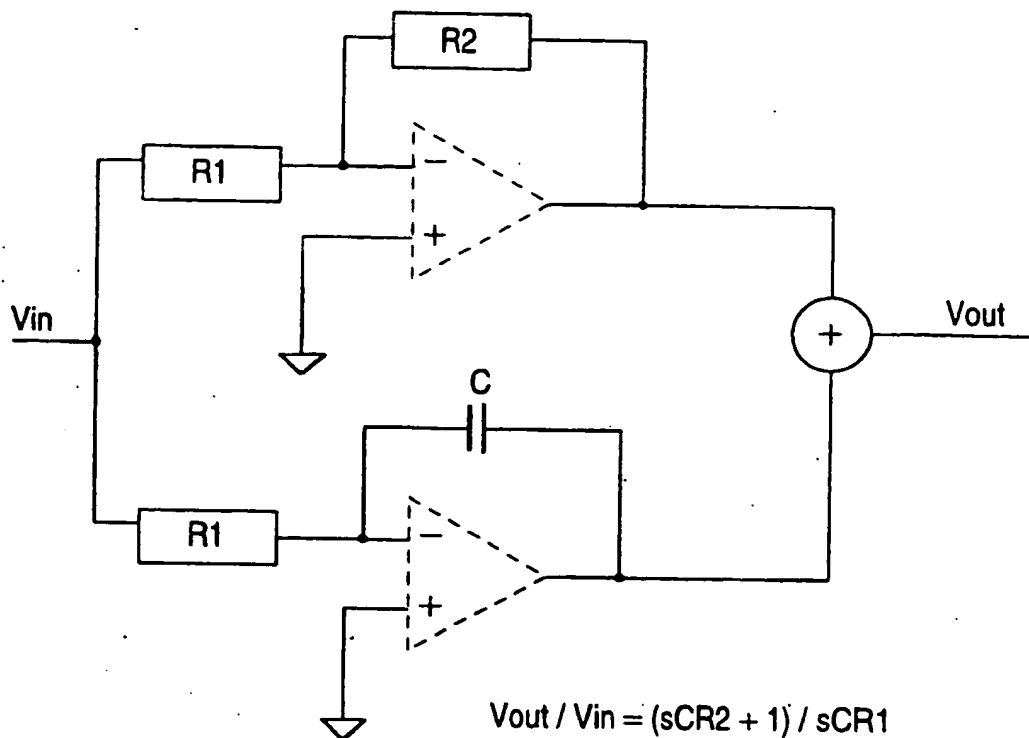 R2
R1
−
+
Vin
+
Vout
C
R1
−
+
Vout / Vin = (sCR2 + 1) / sCR1